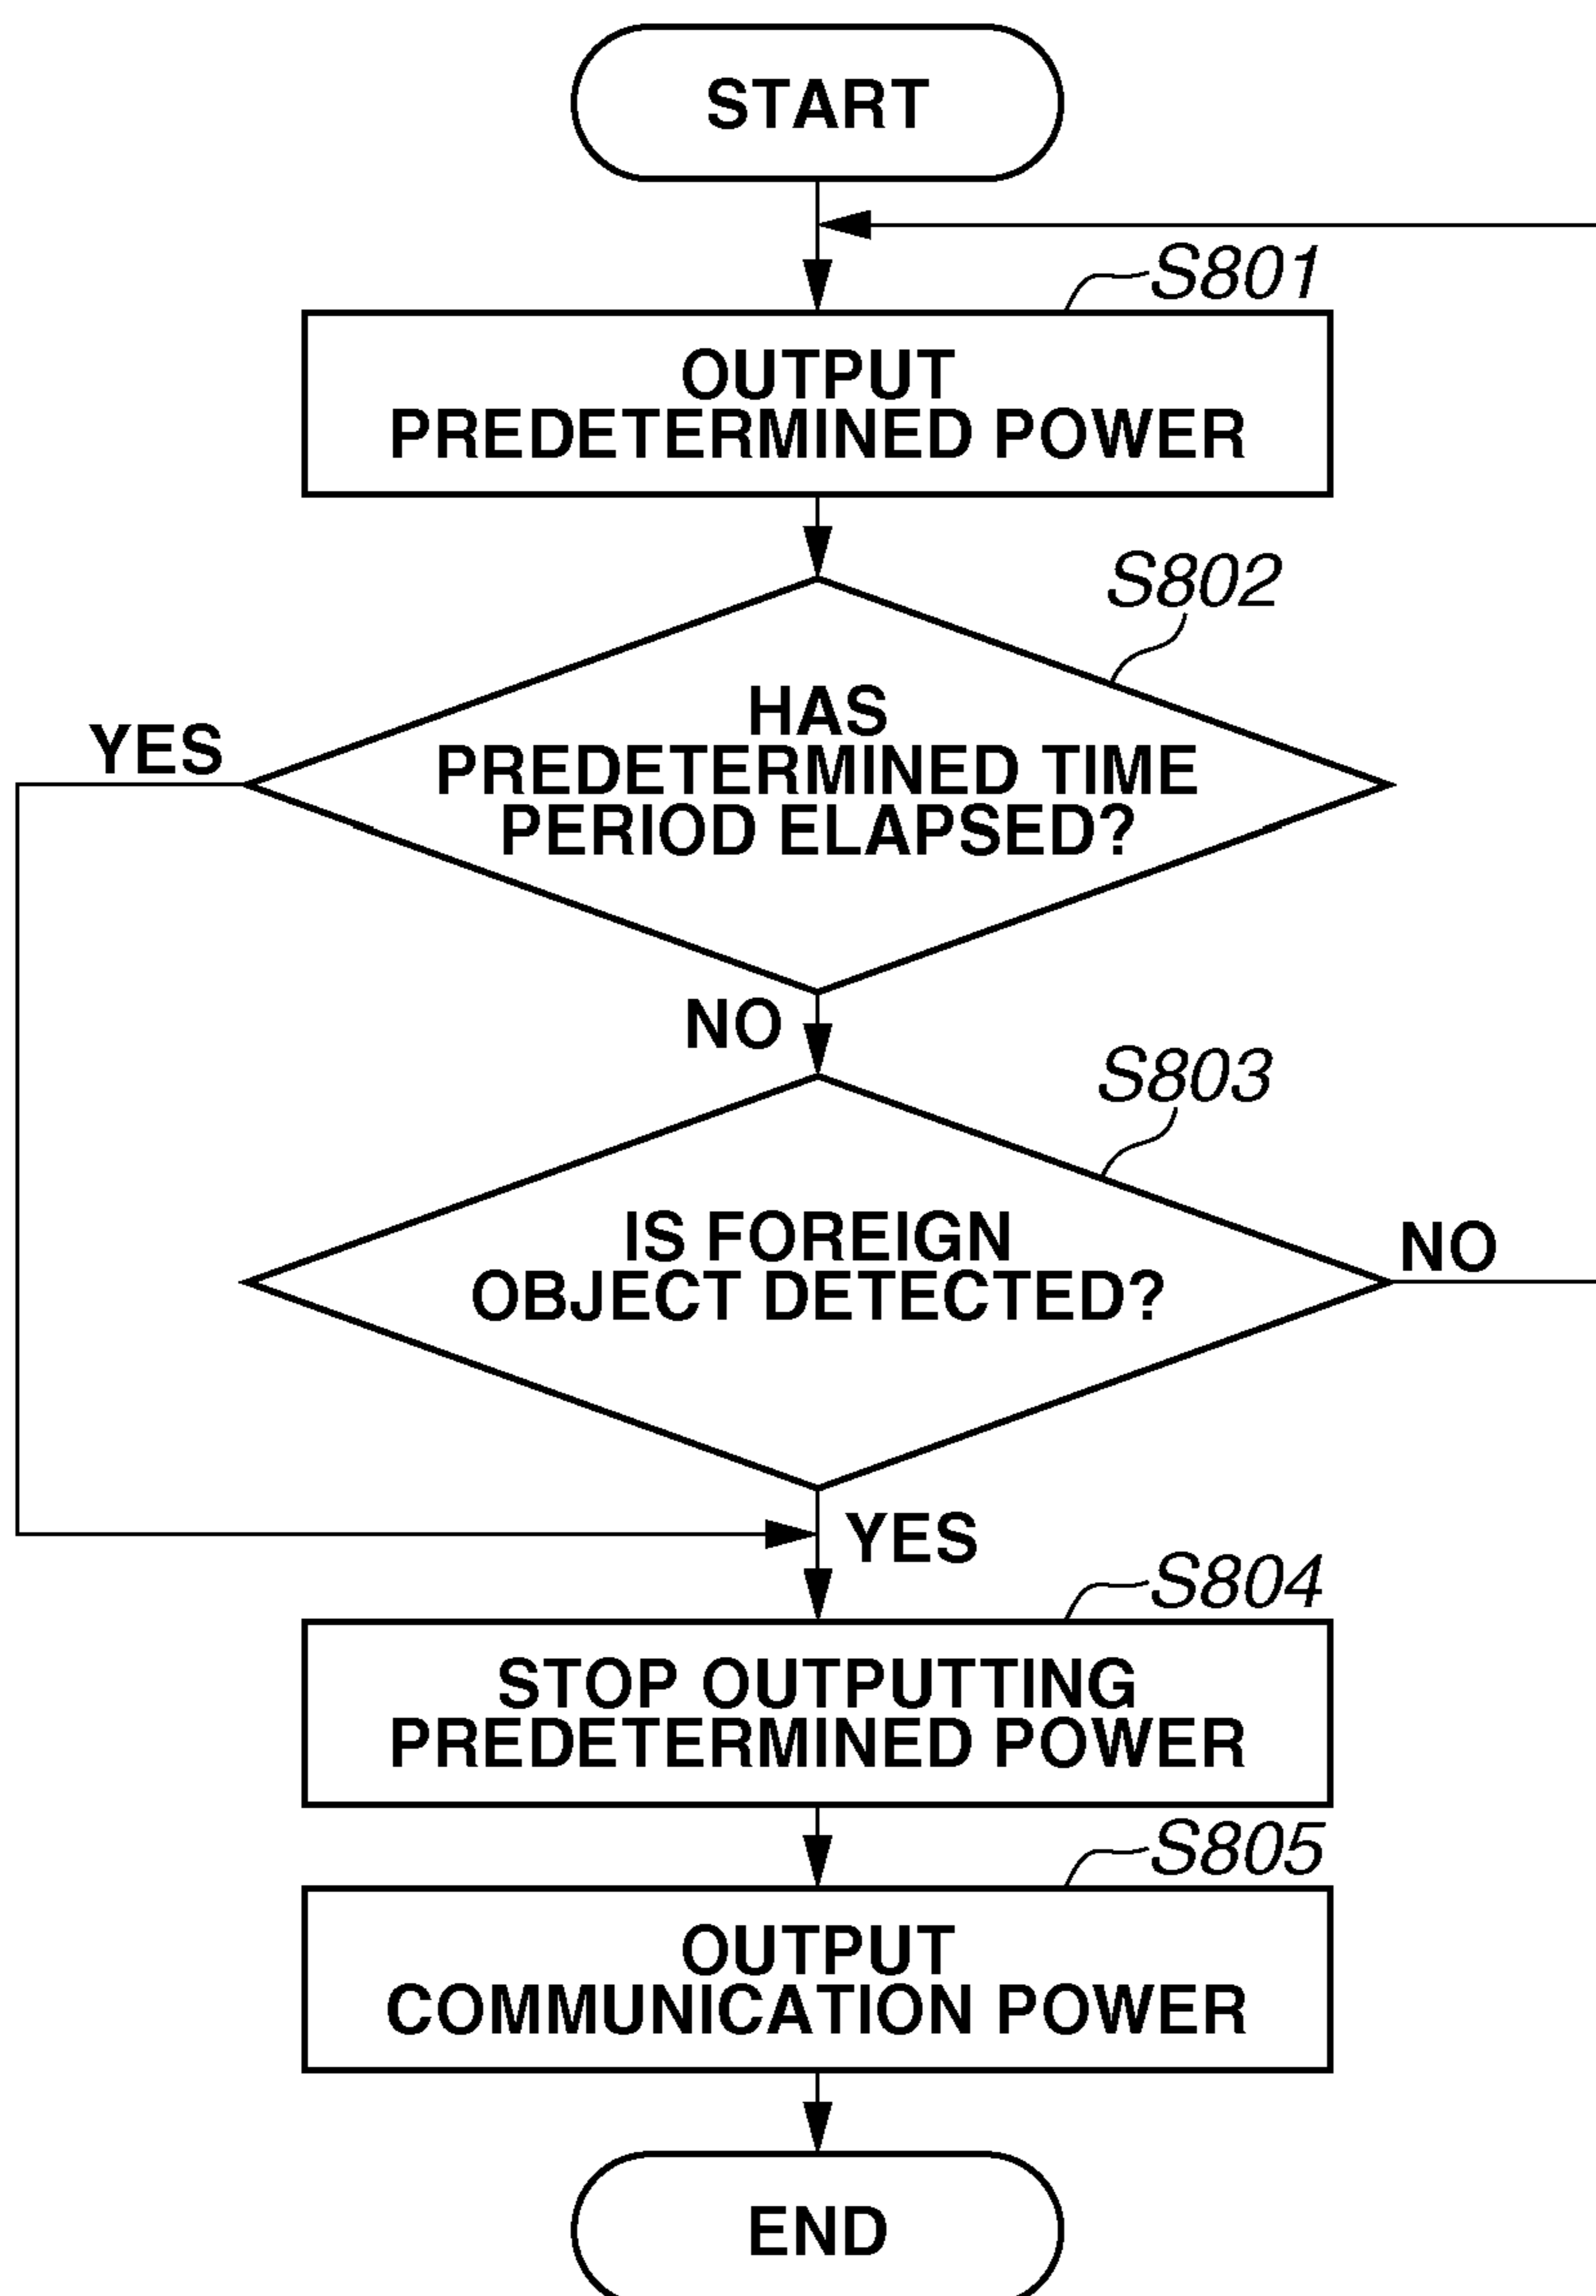 START
S801
OUTPUT
PREDETERMINED POWER
S802
HAS
PREDETERMINED TIME
PERIOD ELAPSED?
YES
NO
S803
IS FOREIGN
OBJECT DETECTED?
NO
YES
S804
STOP OUTPUTTING
PREDETERMINED POWER
S805
OUTPUT
COMMUNICATION POWER
END